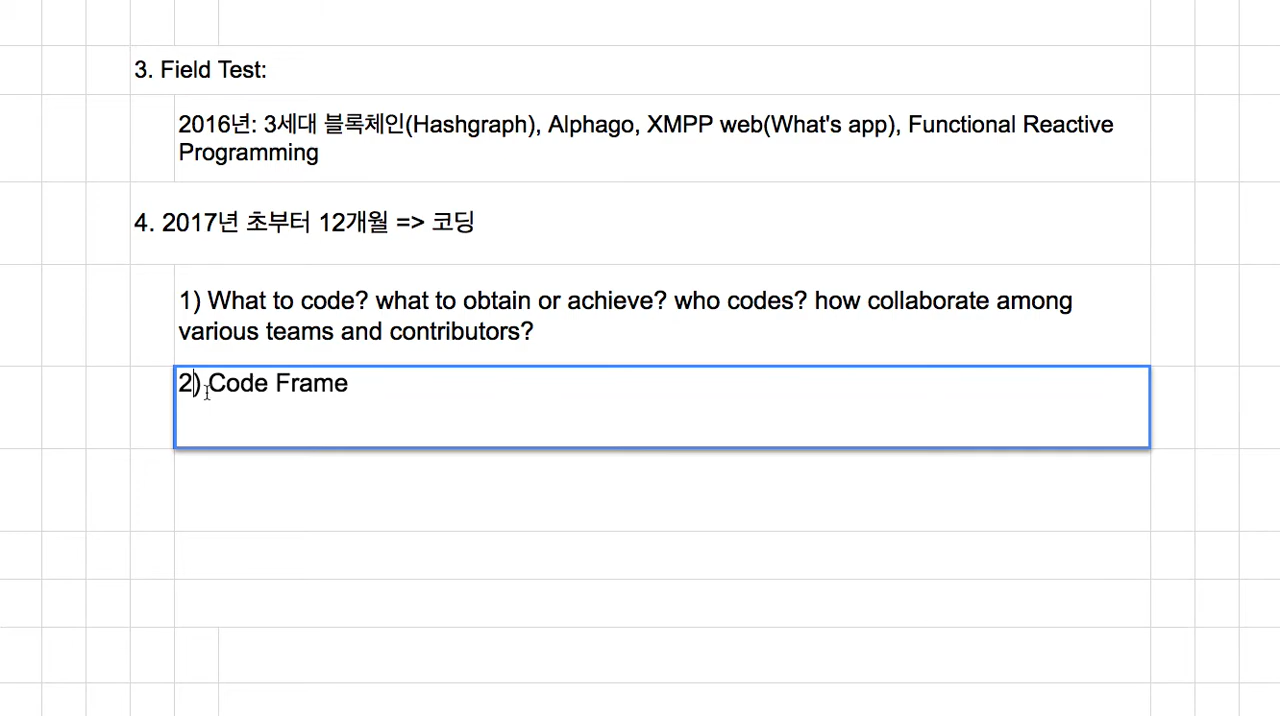 3. Field Test:
2016년: 3세대 블록체인(Hashgraph), Alphago, XMPP web(What's app), Functional Reactive
Programming
4. 2017년 초부터 12개월 => 코딩
1) What to code? what to obtain or achieve? who codes? how collaborate among
various teams and contributors?
2) Code Frame